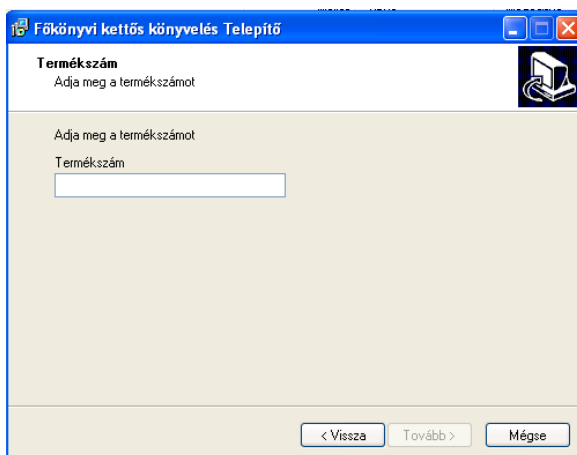 Főkönyvi kettős könyvelés Telepítő
Termékszám
Adja meg a termékszámot
Adja meg a termékszámot
Termékszám
< Vissza
Tovább >
Mégse